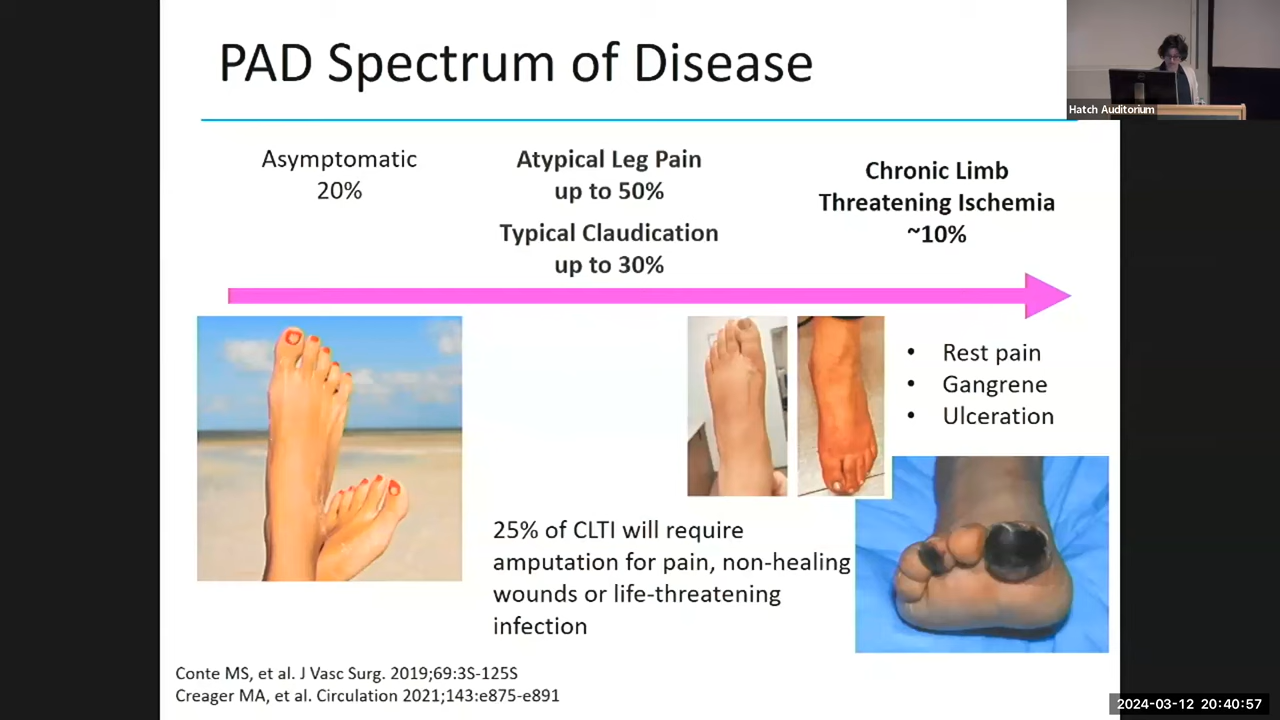 PAD Spectrum of Disease
Hatch Auditorium
Asymptomatic
20%
Atypical Leg Pain
up to 50%
Typical Claudication
up to 30%
Chronic Limb
Threatening Ischemia
~10%
• Rest pain
• Gangrene
• Ulceration
25% of CLTI will require
amputation for pain, non-healing
wounds or life-threatening
infection
Conte MS, et al. J Vasc Surg. 2019;69:3S-125S
Creager MA, et al. Circulation 2021;143:e875-e891
2024-03-12 20:40:57